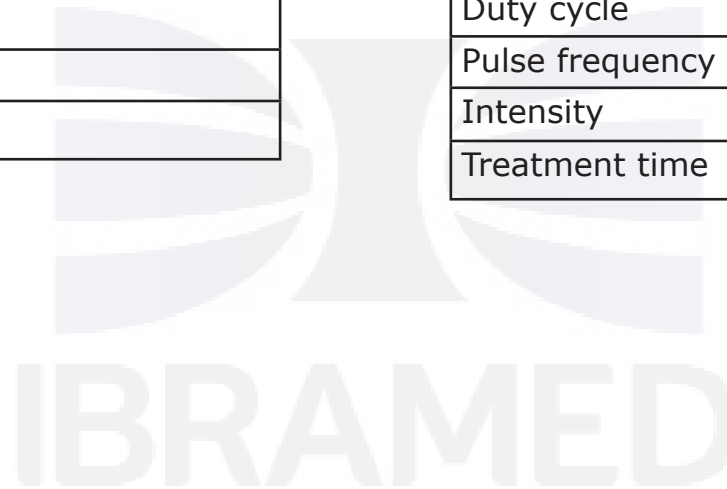 Duty cycle
Pulse frequency
Intensity
Treatment time
IBRAMED